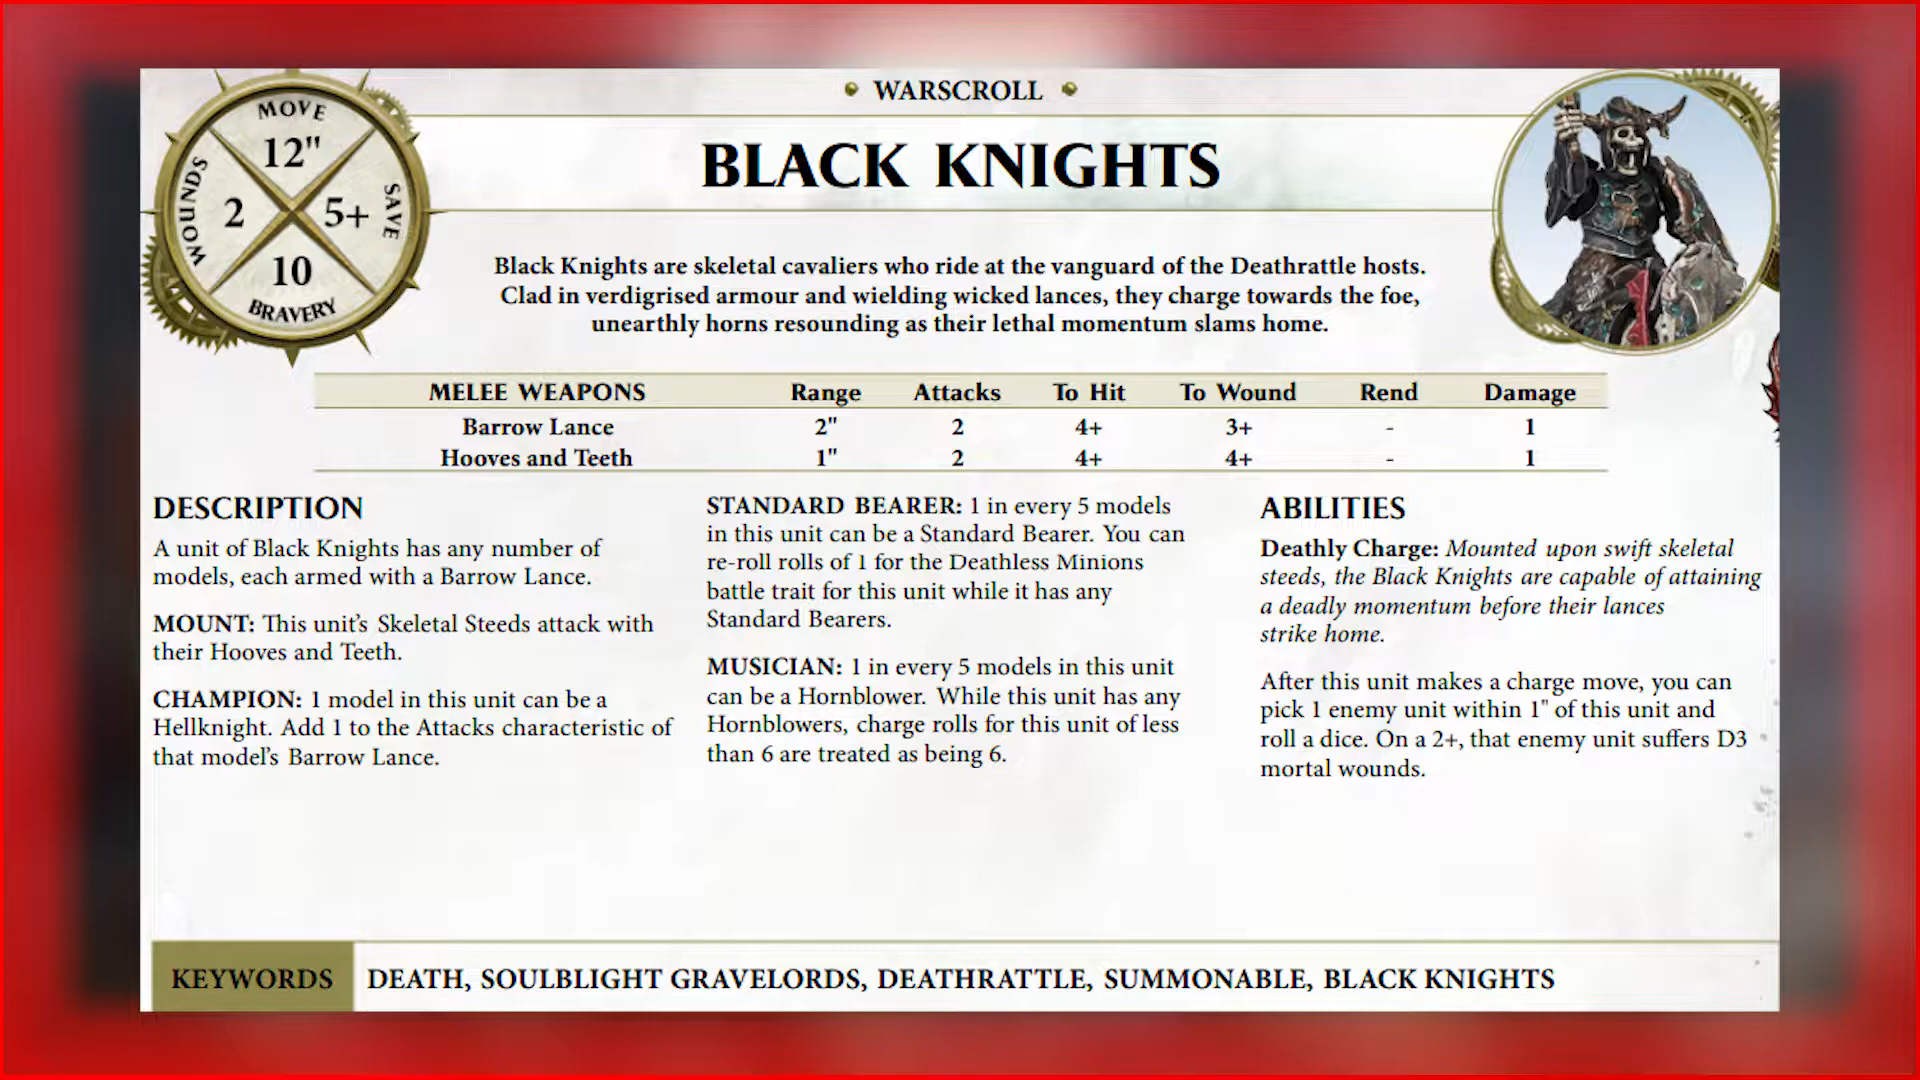 WARSCROLL
BLACK KNIGHTS
MOVE
12"
WOUNDS
2
5+
SAVE
10
BRAVERY
Black Knights are skeletal cavaliers who ride at the vanguard of the Deathrattle hosts.
Clad in verdigrised armour and wielding wicked lances, they charge towards the foe,
unearthly horns resounding as their lethal momentum slams home.
MELEE WEAPONS Range Attacks To Hit To Wound Rend Damage
Barrow Lance 2" 2 4+ 3+ - 1
Hooves and Teeth 1" 2 4+ 4+ - 1
DESCRIPTION
A unit of Black Knights has any number of
models, each armed with a Barrow Lance.
MOUNT: This unit's Skeletal Steeds attack with
their Hooves and Teeth.
CHAMPION: 1 model in this unit can be a
Hellknight. Add 1 to the Attacks characteristic of
that model's Barrow Lance.
STANDARD BEARER: 1 in every 5 models
in this unit can be a Standard Bearer. You can
re-roll rolls of 1 for the Deathless Minions
battle trait for this unit while it has any
Standard Bearers.
MUSICIAN: 1 in every 5 models in this unit
can be a Hornblower. While this unit has any
Hornblowers, charge rolls for this unit of less
than 6 are treated as being 6.
ABILITIES
Deathly Charge: Mounted upon swift skeletal
steeds, the Black Knights are capable of attaining
a deadly momentum before their lances
strike home.
After this unit makes a charge move, you can
pick 1 enemy unit within 1" of this unit and
roll a dice. On a 2+, that enemy unit suffers D3
mortal wounds.
KEYWORDS DEATH, SOULBLIGHT GRAVELORDS, DEATHRATTLE, SUMMONABLE, BLACK KNIGHTS